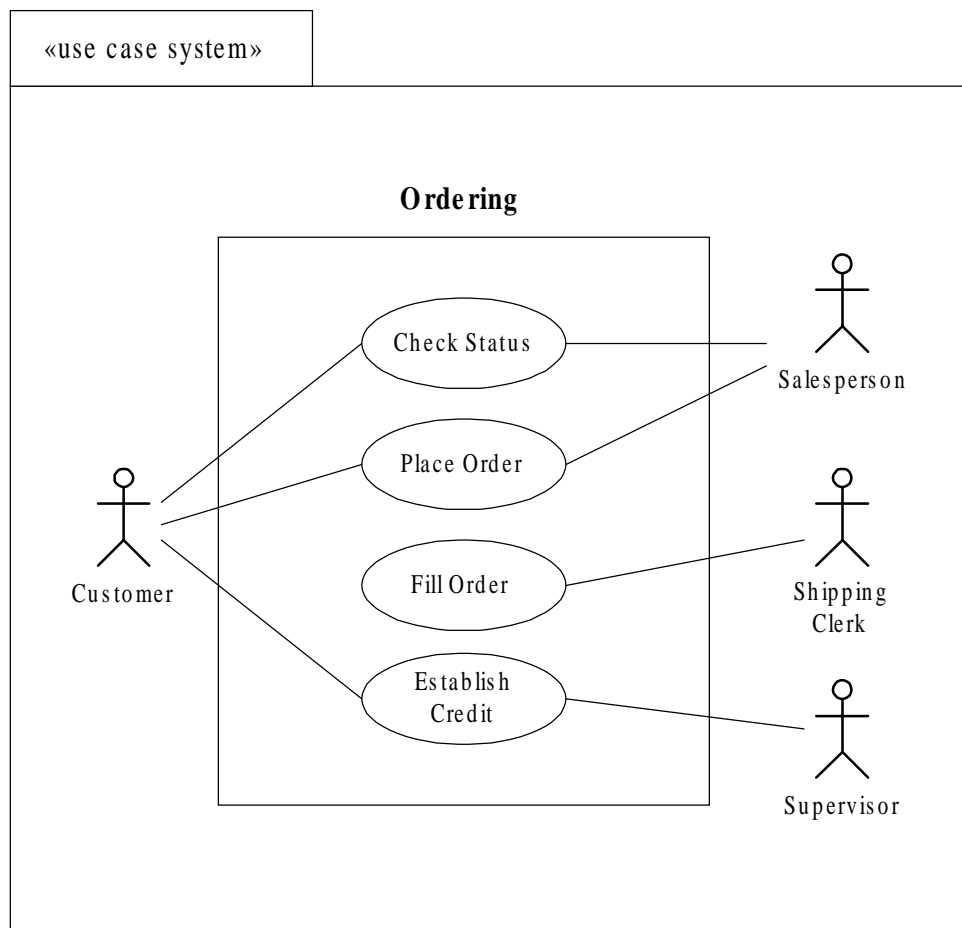 «use case system»
Ordering
Check Status
Salesperson
Place Order
Customer
Fill Order
Shipping
Clerk
Establish
Credit
Supervisor